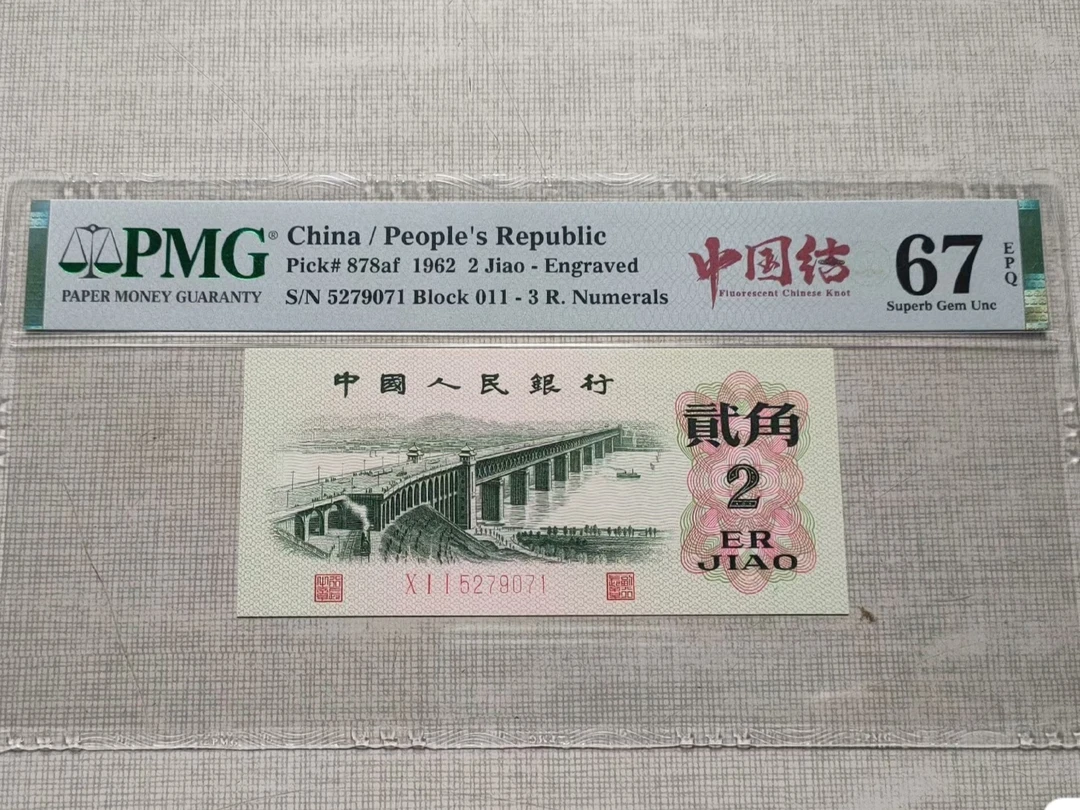 PMG®
PAPER MONEY GUARANTY
China / People's Republic
Pick# 878af 1962 2 Jiao - Engraved
S/N 5279071 Block 011 - 3 R. Numerals
中国结
Fluorescent Chinese Knot
67
EPQ
Superb Gem Unc
中國人民銀行
貳角
2
ER
JIAO
XII5279071